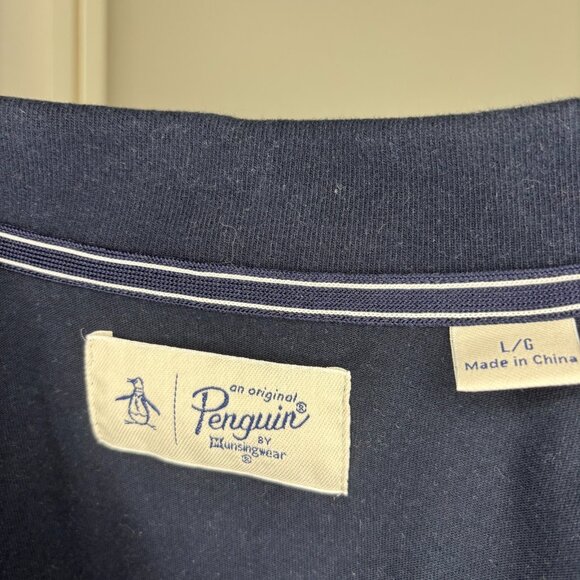 an original
Penguin®
BY
Munsingwear
®
L/G
Made in China